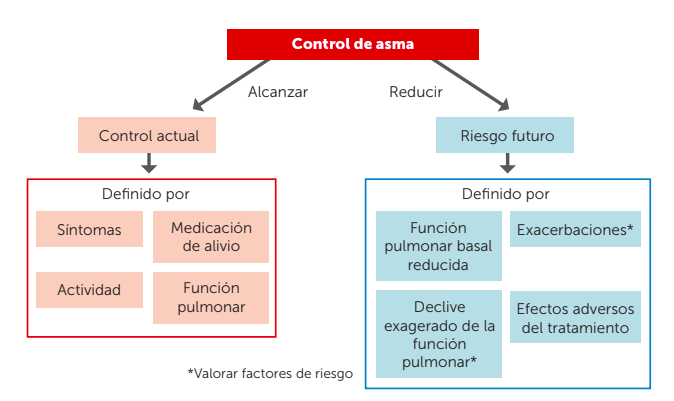 Control de asma
Alcanzar
Reducir
Control actual
Riesgo futuro
Definido por
Síntomas
Medicación
de alivio
Actividad
Función
pulmonar
Definido por
Función
pulmonar basal
reducida
Exacerbaciones*
Declive
exagerado de la
función
pulmonar*
Efectos adversos
del tratamiento
*Valorar factores de riesgo